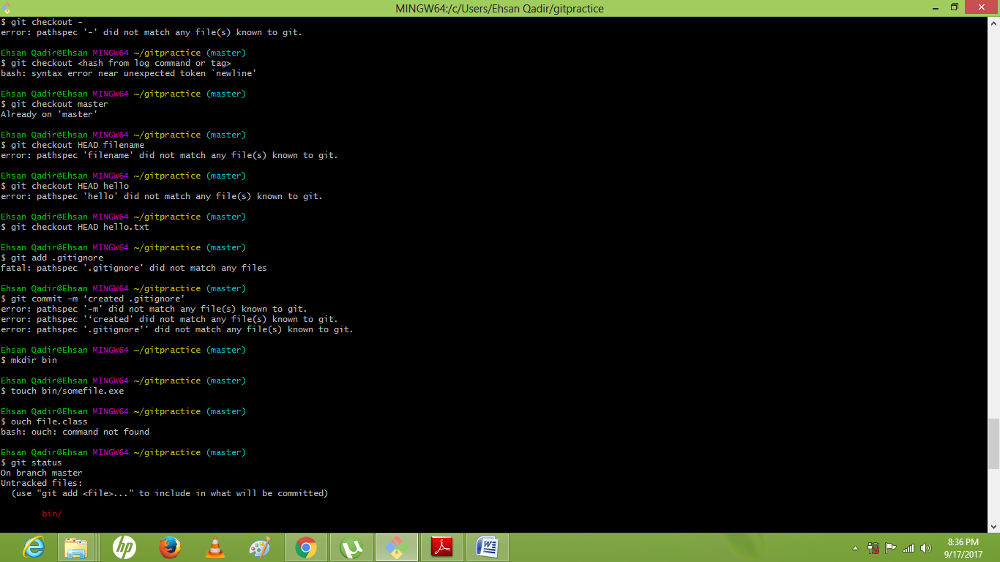 MINGW64:/c/Users/Ehsan Qadir/gitpractice
$ git checkout -
error: pathspec '-' did not match any file(s) known to git.
Ehsan Qadir@Ehsan MINGW64 ~/gitpractice (master)
$ git checkout <hash from log command or tag>
bash: syntax error near unexpected token `newline'
Ehsan Qadir@Ehsan MINGW64 ~/gitpractice (master)
$ git checkout master
Already on 'master'
Ehsan Qadir@Ehsan MINGW64 ~/gitpractice (master)
$ git checkout HEAD filename
error: pathspec 'filename' did not match any file(s) known to git.
Ehsan Qadir@Ehsan MINGW64 ~/gitpractice (master)
$ git checkout HEAD hello
error: pathspec 'hello' did not match any file(s) known to git.
Ehsan Qadir@Ehsan MINGW64 ~/gitpractice (master)
$ git checkout HEAD hello.txt
Ehsan Qadir@Ehsan MINGW64 ~/gitpractice (master)
$ git add .gitignore
fatal: pathspec '.gitignore' did not match any files
Ehsan Qadir@Ehsan MINGW64 ~/gitpractice (master)
$ git commit –m ‘created .gitignore’
error: pathspec '–m' did not match any file(s) known to git.
error: pathspec '‘created' did not match any file(s) known to git.
error: pathspec '.gitignore’' did not match any file(s) known to git.
Ehsan Qadir@Ehsan MINGW64 ~/gitpractice (master)
$ mkdir bin
Ehsan Qadir@Ehsan MINGW64 ~/gitpractice (master)
$ touch bin/somefile.exe
Ehsan Qadir@Ehsan MINGW64 ~/gitpractice (master)
$ ouch file.class
bash: ouch: command not found
Ehsan Qadir@Ehsan MINGW64 ~/gitpractice (master)
$ git status
On branch master
Untracked files:
(use "git add <file>..." to include in what will be committed)
bin/
hp
8:36 PM
9/17/2017